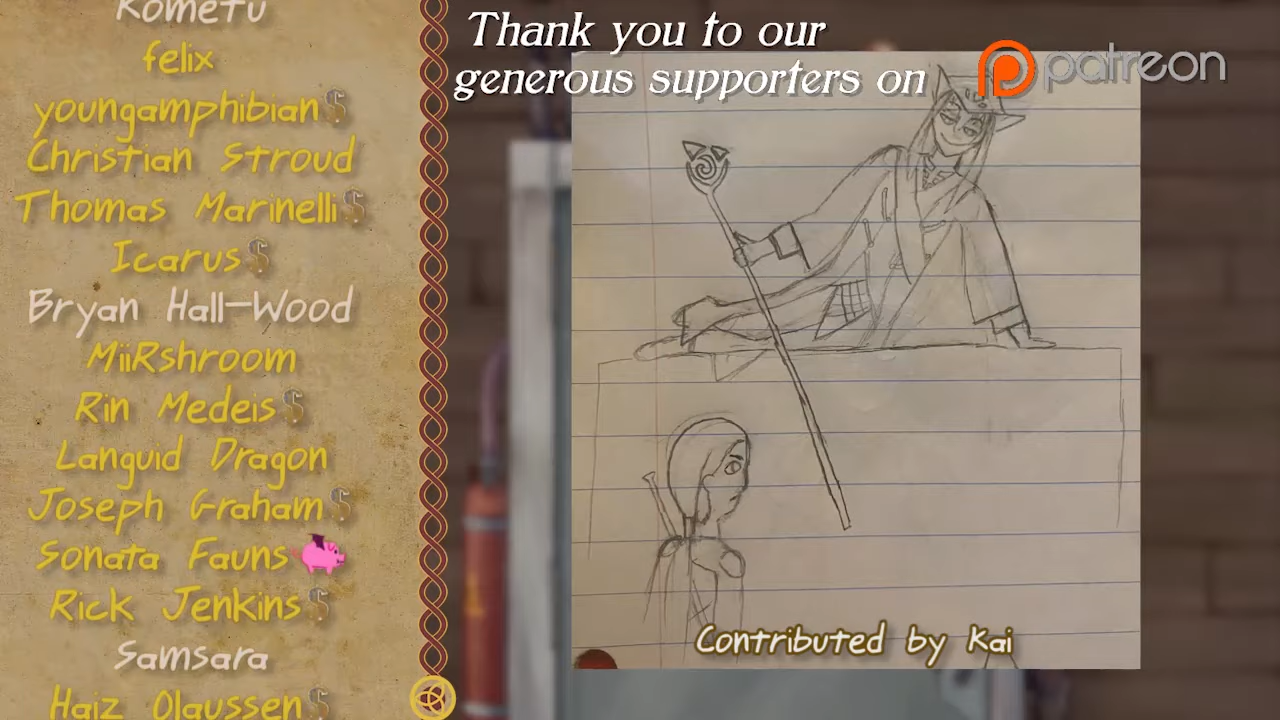 Kometu
felix
youngamphibian
Christian Stroud
Thomas Marinelli
Icarus
Bryan Hall-Wood
MiiRshroom
Rin Medeis
Languid Dragon
Joseph Graham
Sonata Fauns
Rick Jenkins
Samsara
Haiz Olaussen
Thank you to our
generous supporters on
patreon
Contributed by Kai